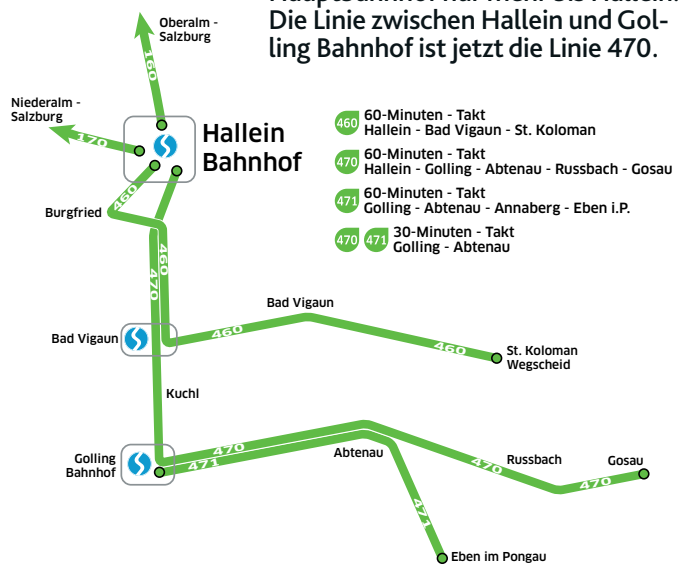 Die Linie zwischen Hallein und Gol-
ling Bahnhof ist jetzt die Linie 470.
Oberalm -
Salzburg
160
Niederalm -
Salzburg
170
Hallein
Bahnhof
460
Burgfried
460
470
460 60-Minuten - Takt
Hallein - Bad Vigaun - St. Koloman
470 60-Minuten - Takt
Hallein - Golling - Abtenau - Russbach - Gosau
471 60-Minuten - Takt
Golling - Abtenau - Annaberg - Eben i.P.
470 471 30-Minuten - Takt
Golling - Abtenau
Bad Vigaun
Bad Vigaun
460
460
St. Koloman
Wegscheid
Kuchl
Golling
Bahnhof
470
471
Abtenau
470
Russbach
470
Gosau
471
Eben im Pongau